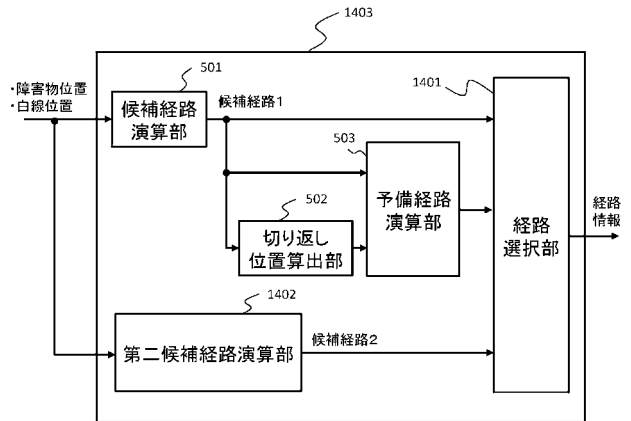 1403
・障害物位置
・白線位置
501
候補経路
演算部
候補経路1
1401
503
予備経路
演算部
502
切り返し
位置算出部
経路
選択部
経路
情報
1402
第二候補経路演算部
候補経路2